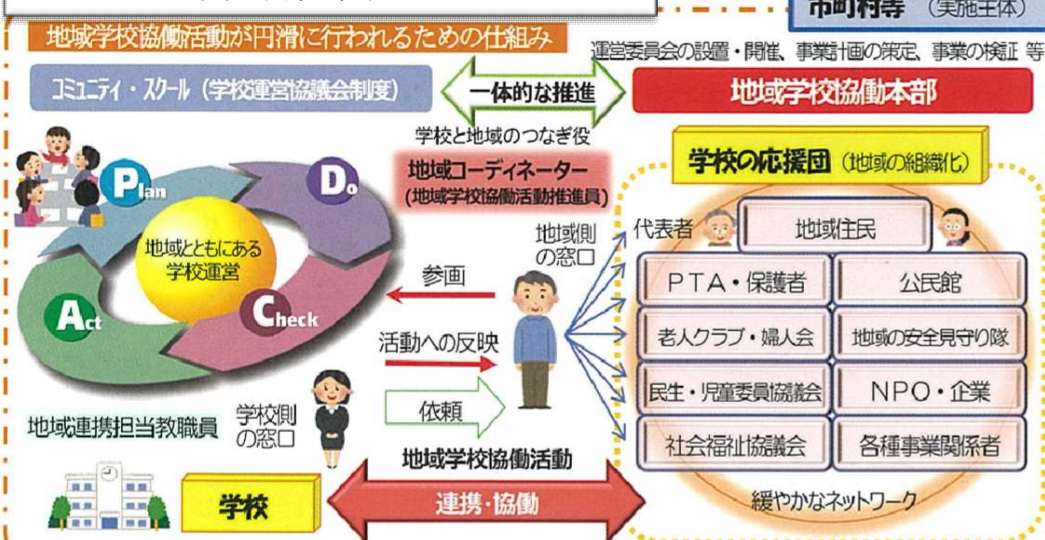 市町村等 （実施主体）
地域学校協働活動が円滑に行われるための仕組み
運営委員会の設置・開催、事業計画の策定、事業の検証 等
コミュニティ・スクール（学校運営協議会制度）
一体的な推進
地域学校協働本部
学校と地域のつなぎ役
地域コーディネーター
（地域学校協働活動推進員）
学校の応援団（地域の組織化）
Plan
Do
Check
Act
地域とともにある
学校運営
地域側
の窓口
代表者
地域住民
参画
PTA・保護者
公民館
活動への反映
老人クラブ・婦人会
地域の安全見守り隊
依頼
民生・児童委員協議会
NPO・企業
地域連携担当教職員
学校側
の窓口
社会福祉協議会
各種事業関係者
地域学校協働活動
緩やかなネットワーク
学校
連携・協働